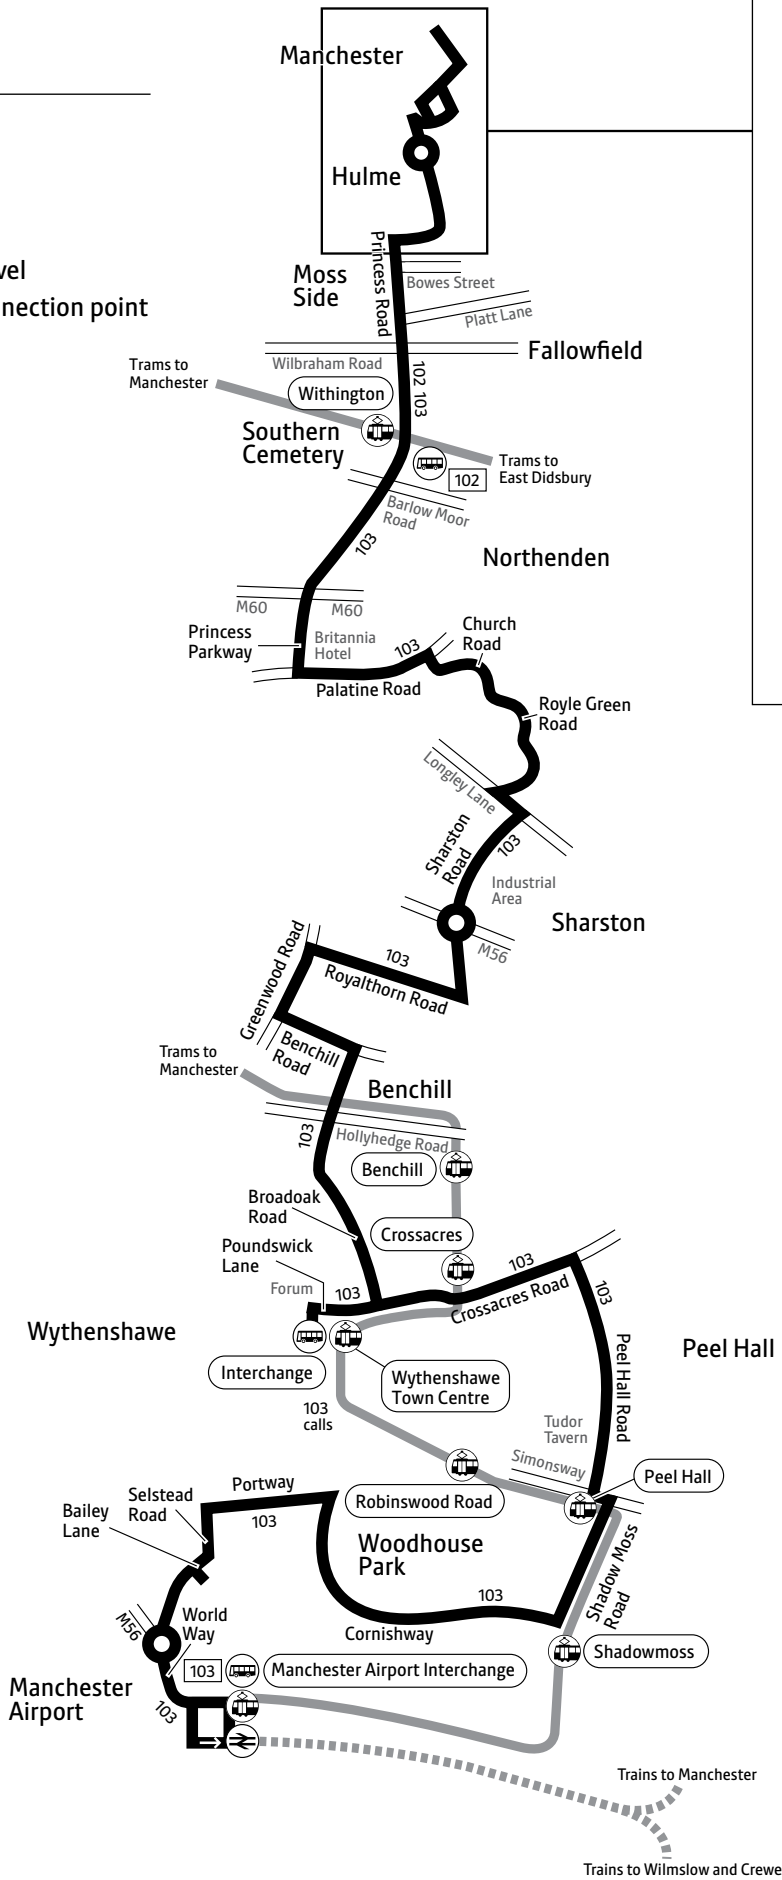 Manchester
Hulme
vel
nnection point
Moss
Side
Princess Road
Bowes Street
Platt Lane
Fallowfield
Wilbraham Road
Trams to
Manchester
Withington
102 103
Southern
Cemetery
Trams to
East Didsbury
102
Barlow Moor
Road
103
Northenden
M60
M60
Princess
Parkway
Britannia
Hotel
103
Church
Road
Palatine Road
Royle Green
Road
Longley Lane
Sharston
Road
103
Industrial
Area
Sharston
M56
Greenwood Road
103
Royalthorn Road
Benchill
Road
Trams to
Manchester
Benchill
103
Hollyhedge Road
Benchill
Broadoak
Road
Crossacres
Poundswick
Lane
Forum
103
103
Crossacres Road
103
Wythenshawe
Interchange
Wythenshawe
Town Centre
Peel Hall Road
Peel Hall
103
calls
Tudor
Tavern
Simonsway
Peel Hall
Robinswood Road
Portway
103
Selstead
Road
Bailey
Lane
Woodhouse
Park
103
Cornishway
Shadow Moss
Road
Shadowmoss
M56
World
Way
103
Manchester Airport Interchange
Manchester
Airport
103
Trains to Manchester
Trains to Wilmslow and Crewe